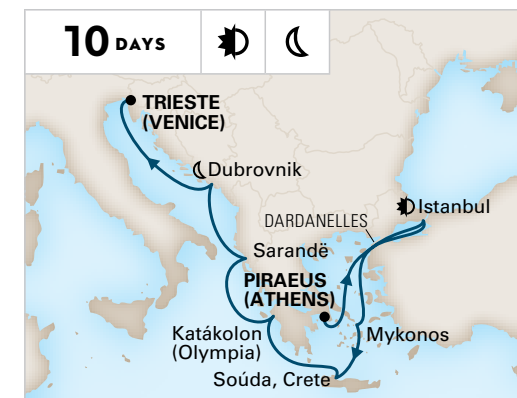 10 DAYS
TRIESTE
(VENICE)
Dubrovnik
Istanbul
DARDANELLES
Sarandë
PIRAEUS
(ATHENS)
Katákolon
(Olympia)
Mykonos
Soúda, Crete